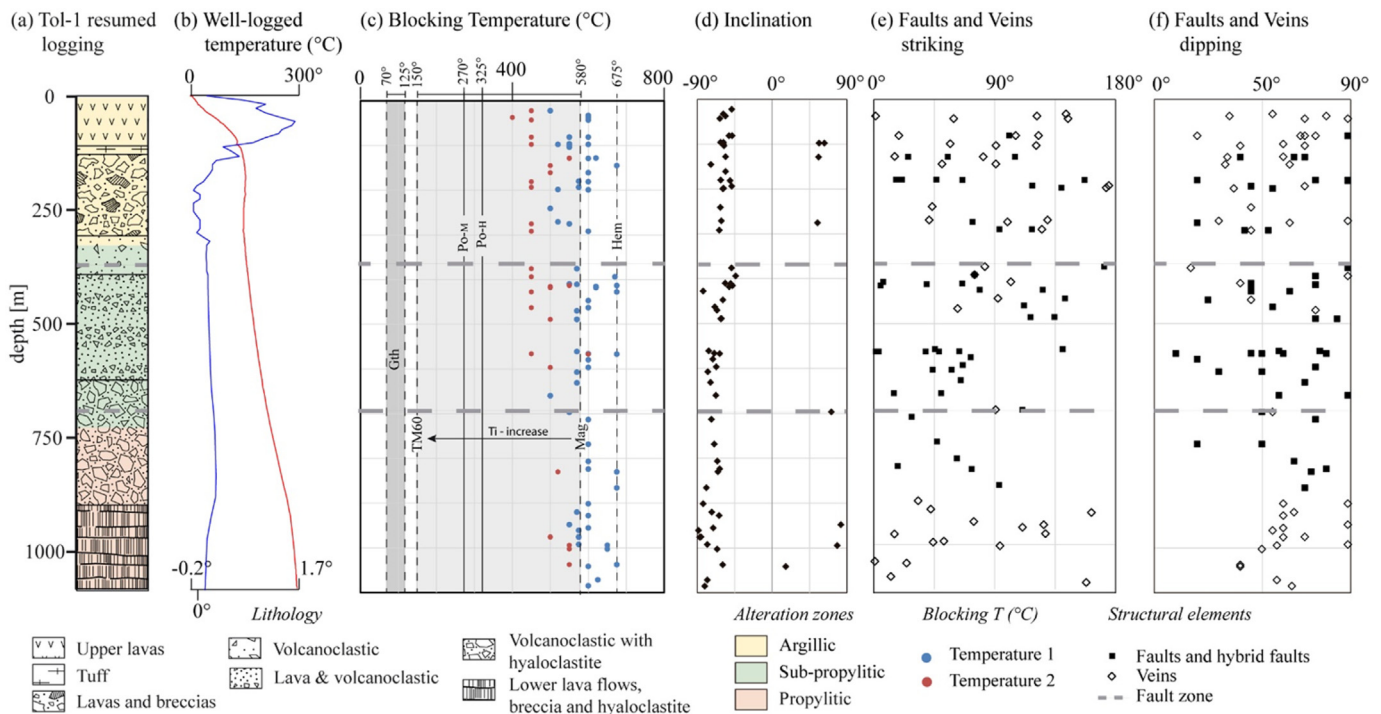 (a) Tol-1 resumed logging
(b) Well-logged temperature (°C)
(c) Blocking Temperature (°C)
(d) Inclination
(e) Faults and Veins striking
(f) Faults and Veins dipping
0 300°
70° 125° 150° 270° 325° 400 580° 675° 800
-90° 0° 90°
0° 90° 180°
0° 50° 90°
depth [m]
0
250
500
750
1000
-0.2° 1.7°
0°
Gth
TM60
Po-M
Po-H
Mag
Hem
Ti - increase
Lithology
Upper lavas
Tuff
Lavas and breccias
Volcanoclastic
Lava & volcanoclastic
Volcanoclastic with hyaloclastite
Lower lava flows, breccia and hyaloclastite
Alteration zones
Argillic
Sub-propylitic
Propylitic
Blocking T (°C)
Temperature 1
Temperature 2
Structural elements
Faults and hybrid faults
Veins
Fault zone